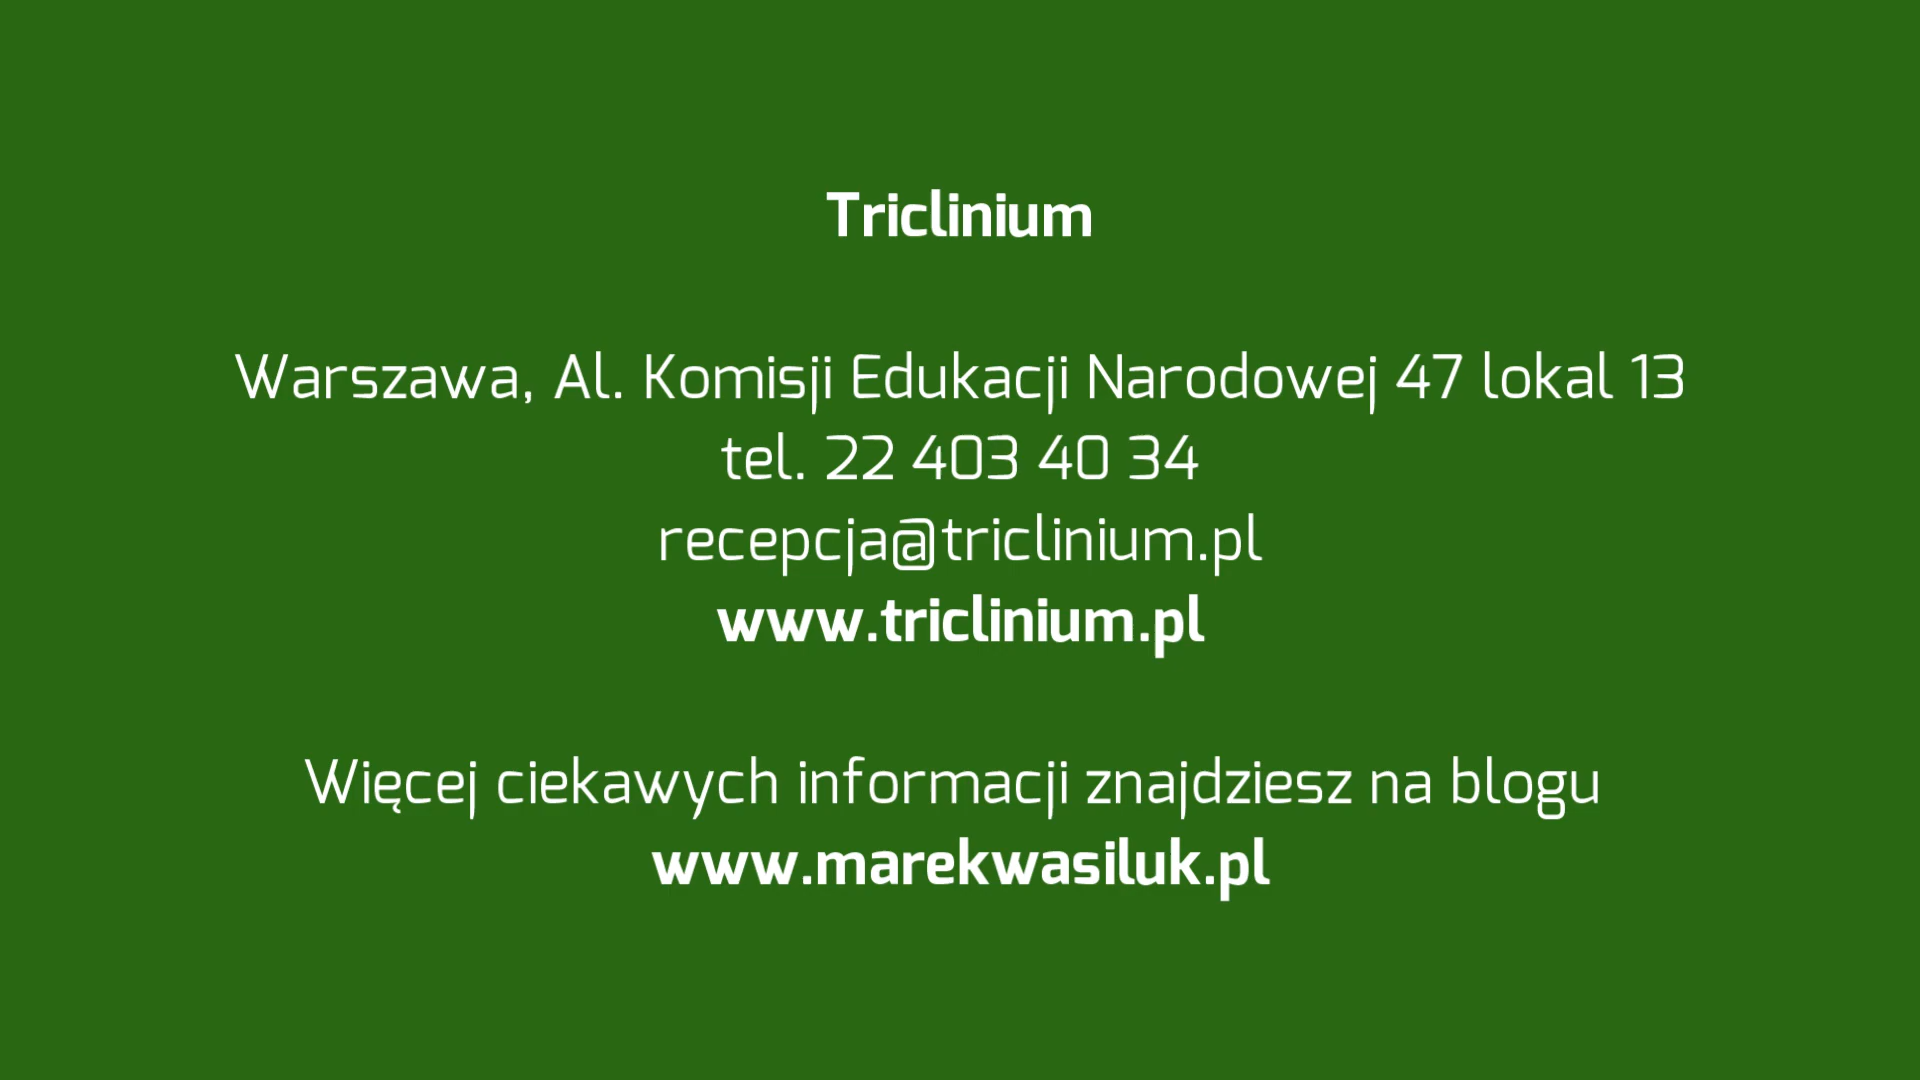 Triclinium
Warszawa, Al. Komisji Edukacji Narodowej 47 lokal 13
tel. 22 403 40 34
recepcja@triclinium.pl
www.triclinium.pl
Więcej ciekawych informacji znajdziesz na blogu
www.marekwasiluk.pl